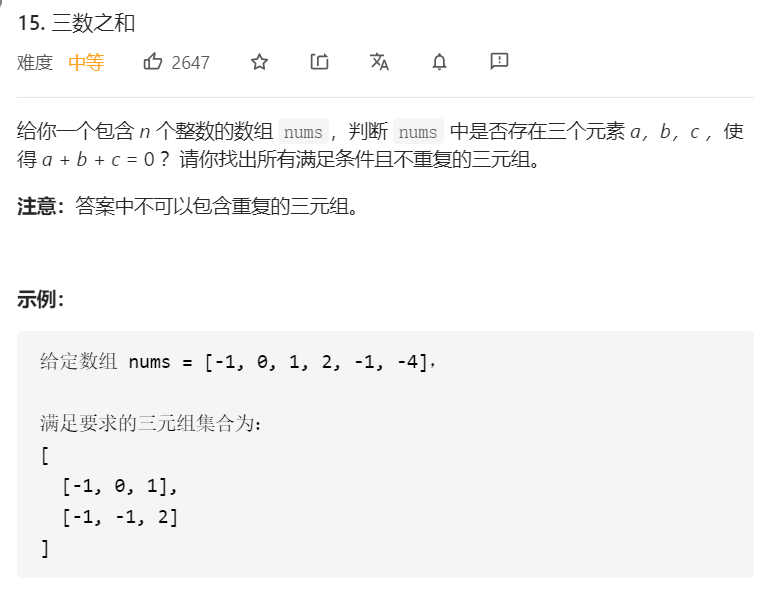 15. 三数之和
难度 中等 2647
给你一个包含 n 个整数的数组 nums，判断 nums 中是否存在三个元素 a，b，c ，使
得 a + b + c = 0 ？请你找出所有满足条件且不重复的三元组。
注意：答案中不可以包含重复的三元组。
示例：
给定数组 nums = [-1, 0, 1, 2, -1, -4]，
满足要求的三元组集合为：
[
[-1, 0, 1],
[-1, -1, 2]
]